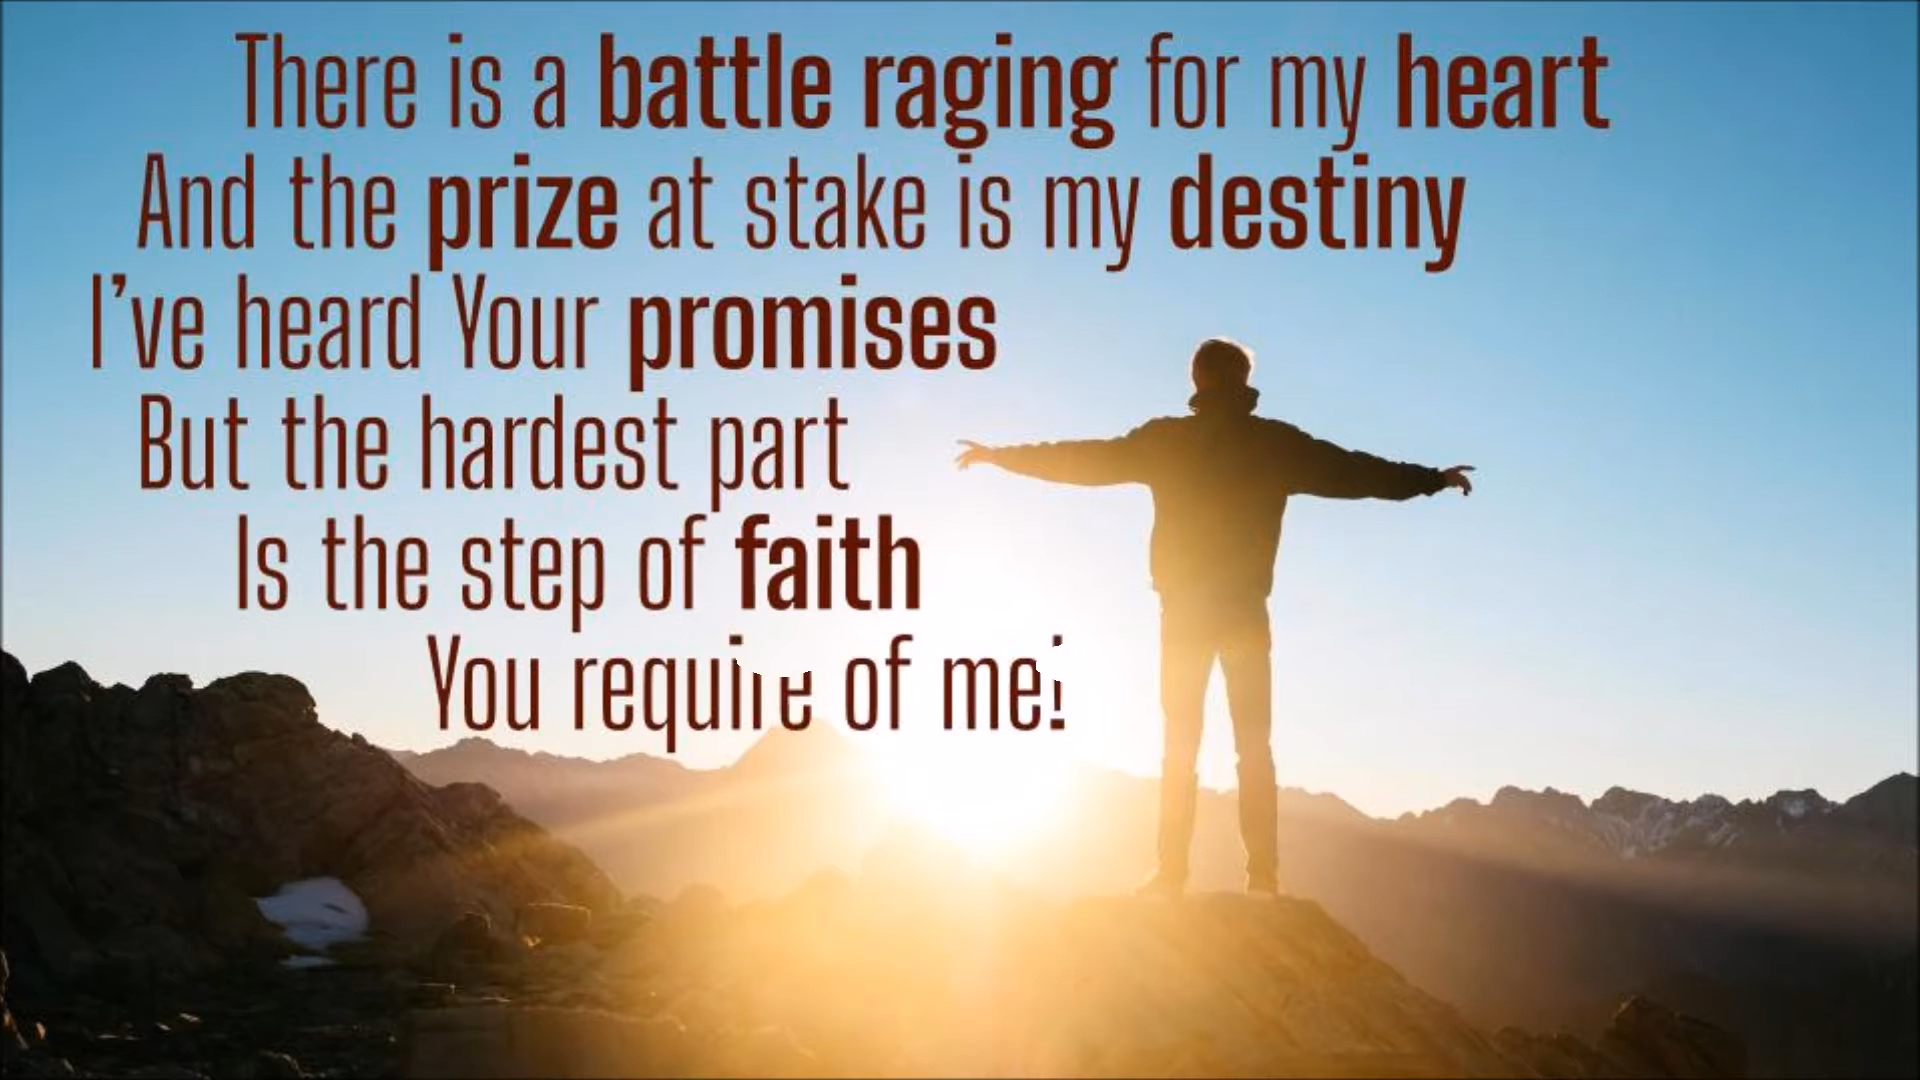 There is a battle raging for my heart
And the prize at stake is my destiny
I've heard Your promises
But the hardest part
Is the step of faith
You require of me!